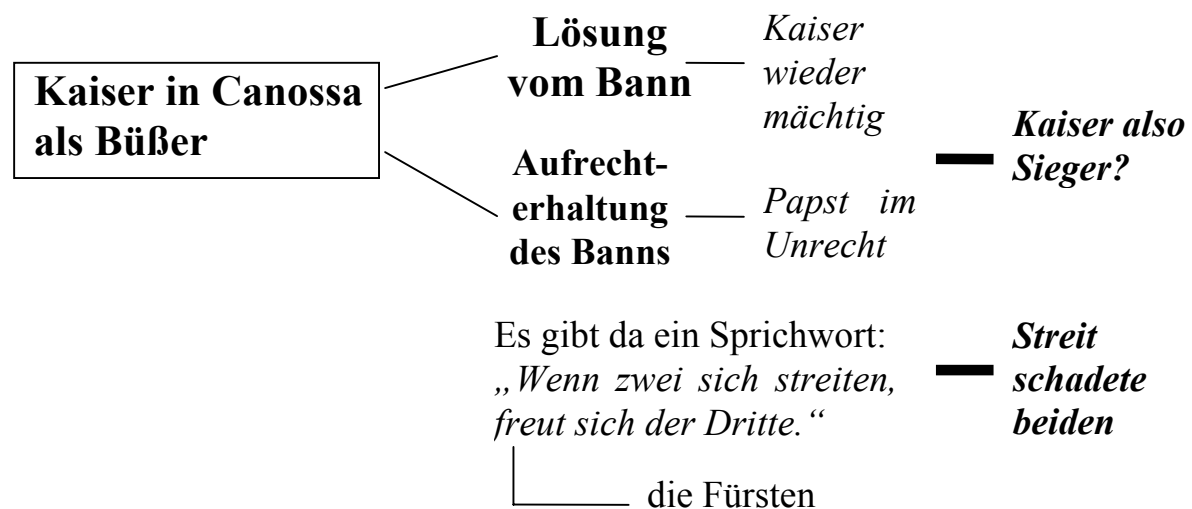 Kaiser in Canossa
als Büßer
Lösung
vom Bann
Kaiser
wieder
mächtig
Aufrecht-
erhaltung
des Banns
Papst im
Unrecht
Kaiser also
Sieger?
Es gibt da ein Sprichwort:
„Wenn zwei sich streiten,
freut sich der Dritte.“
die Fürsten
Streit
schadete
beiden